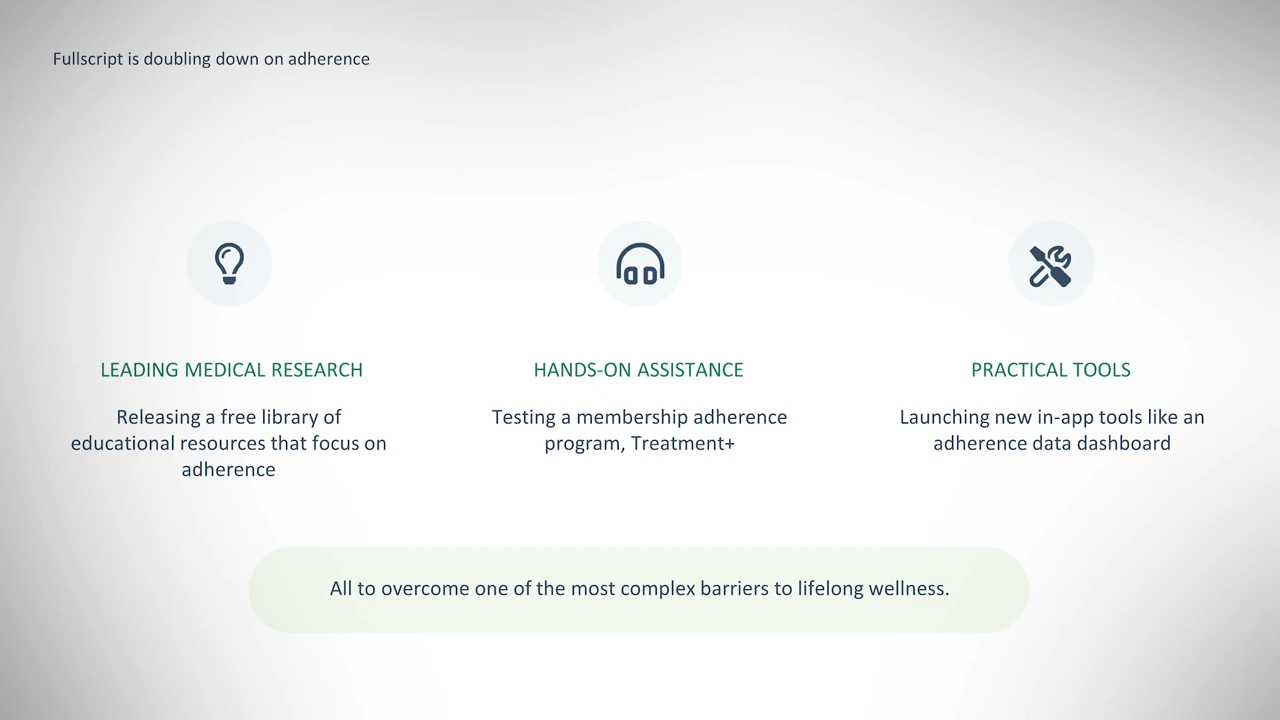 Fullscript is doubling down on adherence
LEADING MEDICAL RESEARCH
Releasing a free library of
educational resources that focus on
adherence
HANDS-ON ASSISTANCE
Testing a membership adherence
program, Treatment+
PRACTICAL TOOLS
Launching new in-app tools like an
adherence data dashboard
All to overcome one of the most complex barriers to lifelong wellness.